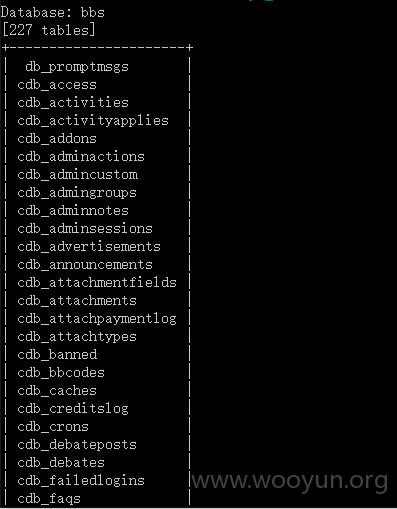 Database: bbs
[227 tables]
+-----------------------+
|  db_promptmsgs        |
| cdb_access            |
| cdb_activities        |
| cdb_activityapplies   |
| cdb_addons            |
| cdb_adminactions      |
| cdb_admincustom       |
| cdb_admingroups       |
| cdb_adminnotes        |
| cdb_adminsessions     |
| cdb_advertisements    |
| cdb_announcements     |
| cdb_attachmentfields  |
| cdb_attachments       |
| cdb_attachpaymentlog  |
| cdb_attachtypes       |
| cdb_banned            |
| cdb_bbcodes           |
| cdb_caches            |
| cdb_creditslog        |
| cdb_crons             |
| cdb_debateposts       |
| cdb_debates           |
| cdb_failedlogins      |
| cdb_faqs              |
www.wooyun.org